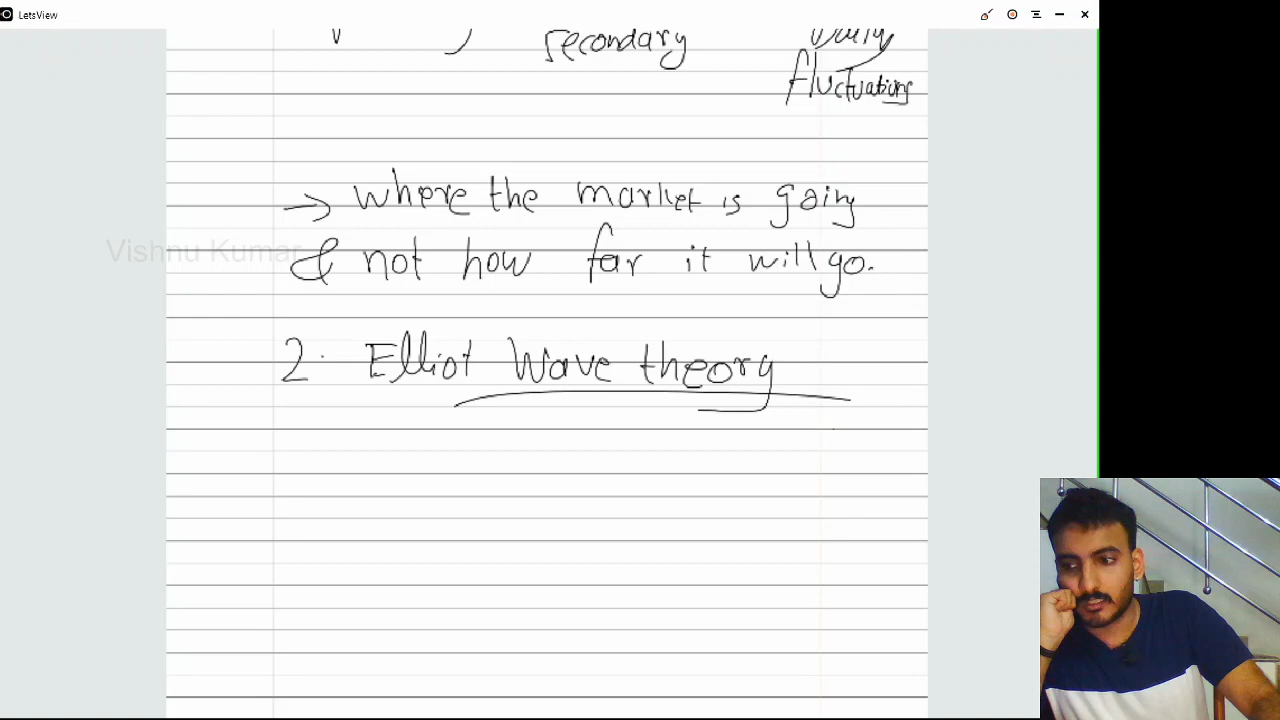 LetsView
secondary
Daily
fluctuations
→ where the market is going
& not how far it will go.
Vishnu Kumar
2. Elliot Wave theory